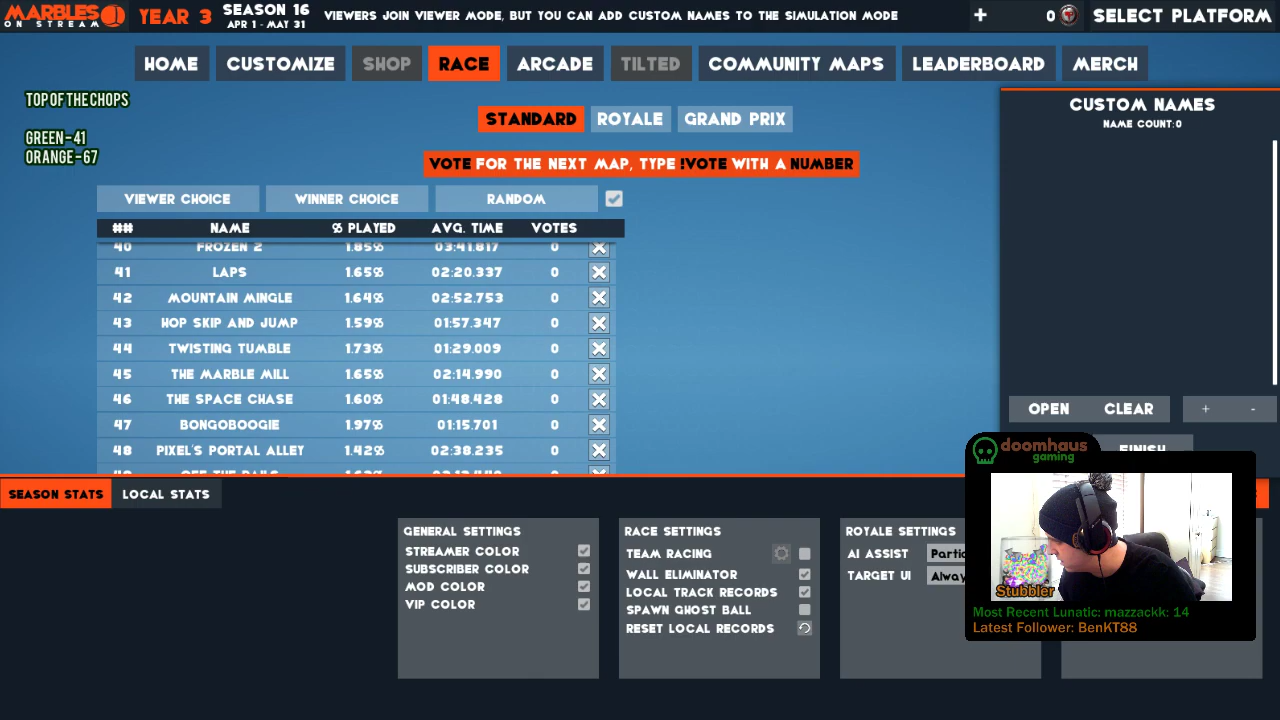 MARBLES
ON STREAM
YEAR 3
SEASON 16
APR 1 - MAY 31
VIEWERS JOIN VIEWER MODE, BUT YOU CAN ADD CUSTOM NAMES TO THE SIMULATION MODE
+ 0 SELECT PLATFORM
HOME CUSTOMIZE SHOP RACE ARCADE TILTED COMMUNITY MAPS LEADERBOARD MERCH
TOP OF THE CHOPS
GREEN - 41
ORANGE - 67
STANDARD ROYALE GRAND PRIX
VOTE FOR THE NEXT MAP, TYPE !VOTE WITH A NUMBER
VIEWER CHOICE WINNER CHOICE RANDOM
## NAME % PLAYED AVG. TIME VOTES
40 FROZEN 2 1.85% 03:41.817 0
41 LAPS 1.65% 02:20.337 0
42 MOUNTAIN MINGLE 1.64% 02:52.753 0
43 HOP SKIP AND JUMP 1.59% 01:57.347 0
44 TWISTING TUMBLE 1.73% 01:29.009 0
45 THE MARBLE MILL 1.65% 02:14.990 0
46 THE SPACE CHASE 1.60% 01:48.428 0
47 BONGOBOOGIE 1.97% 01:15.701 0
48 PIXEL'S PORTAL ALLEY 1.42% 02:38.235 0
CUSTOM NAMES
NAME COUNT: 0
OPEN CLEAR + -
FINISH
SEASON STATS LOCAL STATS
GENERAL SETTINGS
STREAMER COLOR
SUBSCRIBER COLOR
MOD COLOR
VIP COLOR
RACE SETTINGS
TEAM RACING
WALL ELIMINATOR
LOCAL TRACK RECORDS
SPAWN GHOST BALL
RESET LOCAL RECORDS
ROYALE SETTINGS
AI ASSIST
TARGET UI
doomhaus
gaming
Stubbler
Most Recent Lunatic: mazzackk: 14
Latest Follower: BenKT88